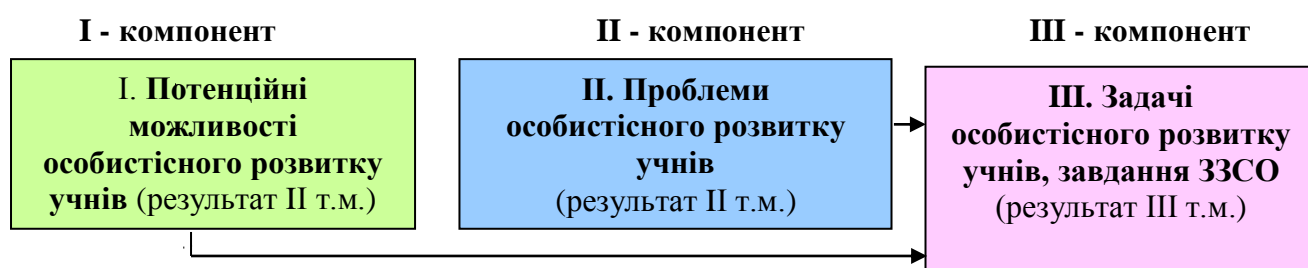 I - компонент
II - компонент
III - компонент
I. Потенційні
можливості
особистісного розвитку
учнів (результат II т.м.)
II. Проблеми
особистісного розвитку
учнів
(результат II т.м.)
III. Задачі
особистісного розвитку
учнів, завдання ЗЗСО
(результат III т.м.)